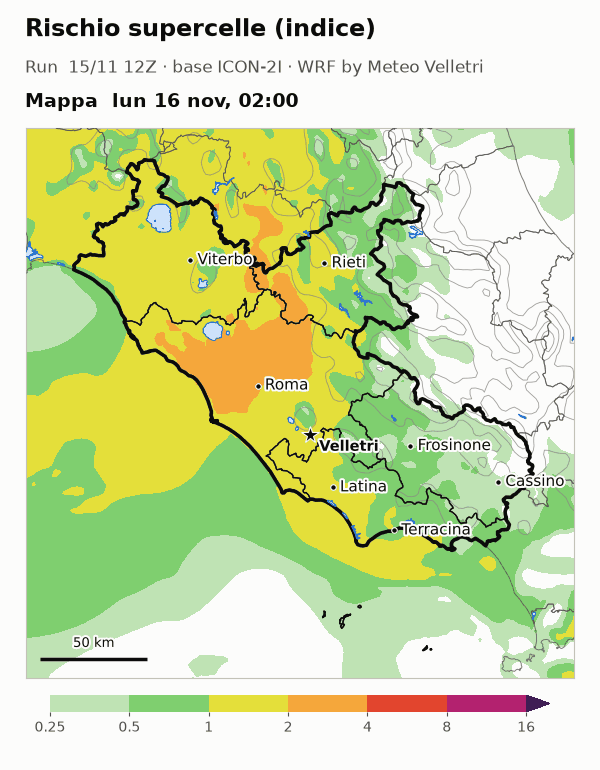 Rischio supercelle (indice)
Run  15/11 12Z · base ICON-2I · WRF by Meteo Velletri
Mappa  lun 16 nov, 02:00
Viterbo
Rieti
Roma
Velletri
Frosinone
Cassino
Latina
Terracina
50 km
0.25 0.5 1 2 4 8 16